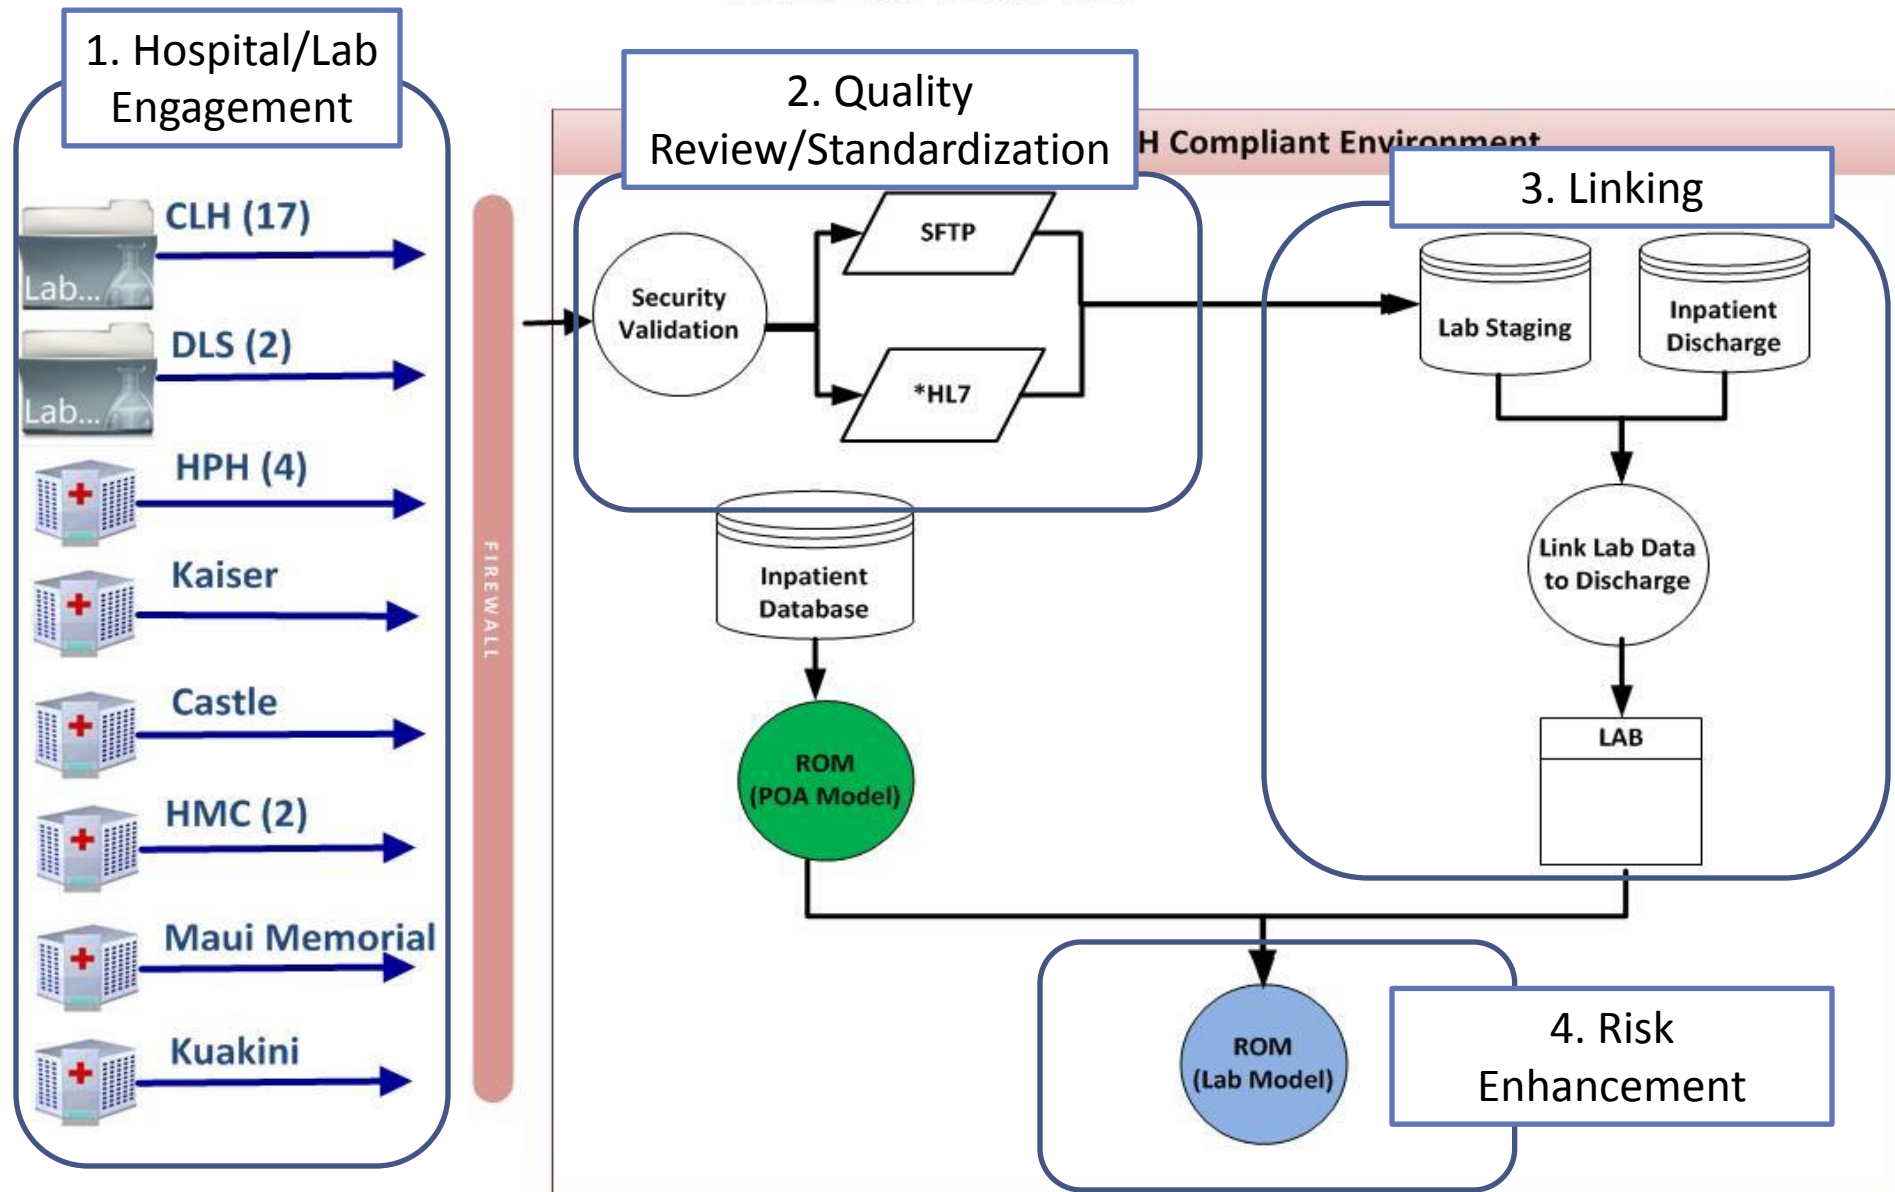 1. Hospital/Lab
Engagement
2. Quality
Review/Standardization
H Compliant Environment
3. Linking
CLH (17)
Lab...
DLS (2)
Lab...
HPH (4)
Kaiser
Castle
HMC (2)
Maui Memorial
Kuakini
FIREWALL
Security
Validation
SFTP
*HL7
Lab Staging
Inpatient
Discharge
Link Lab Data
to Discharge
LAB
Inpatient
Database
ROM
(POA Model)
ROM
(Lab Model)
4. Risk
Enhancement